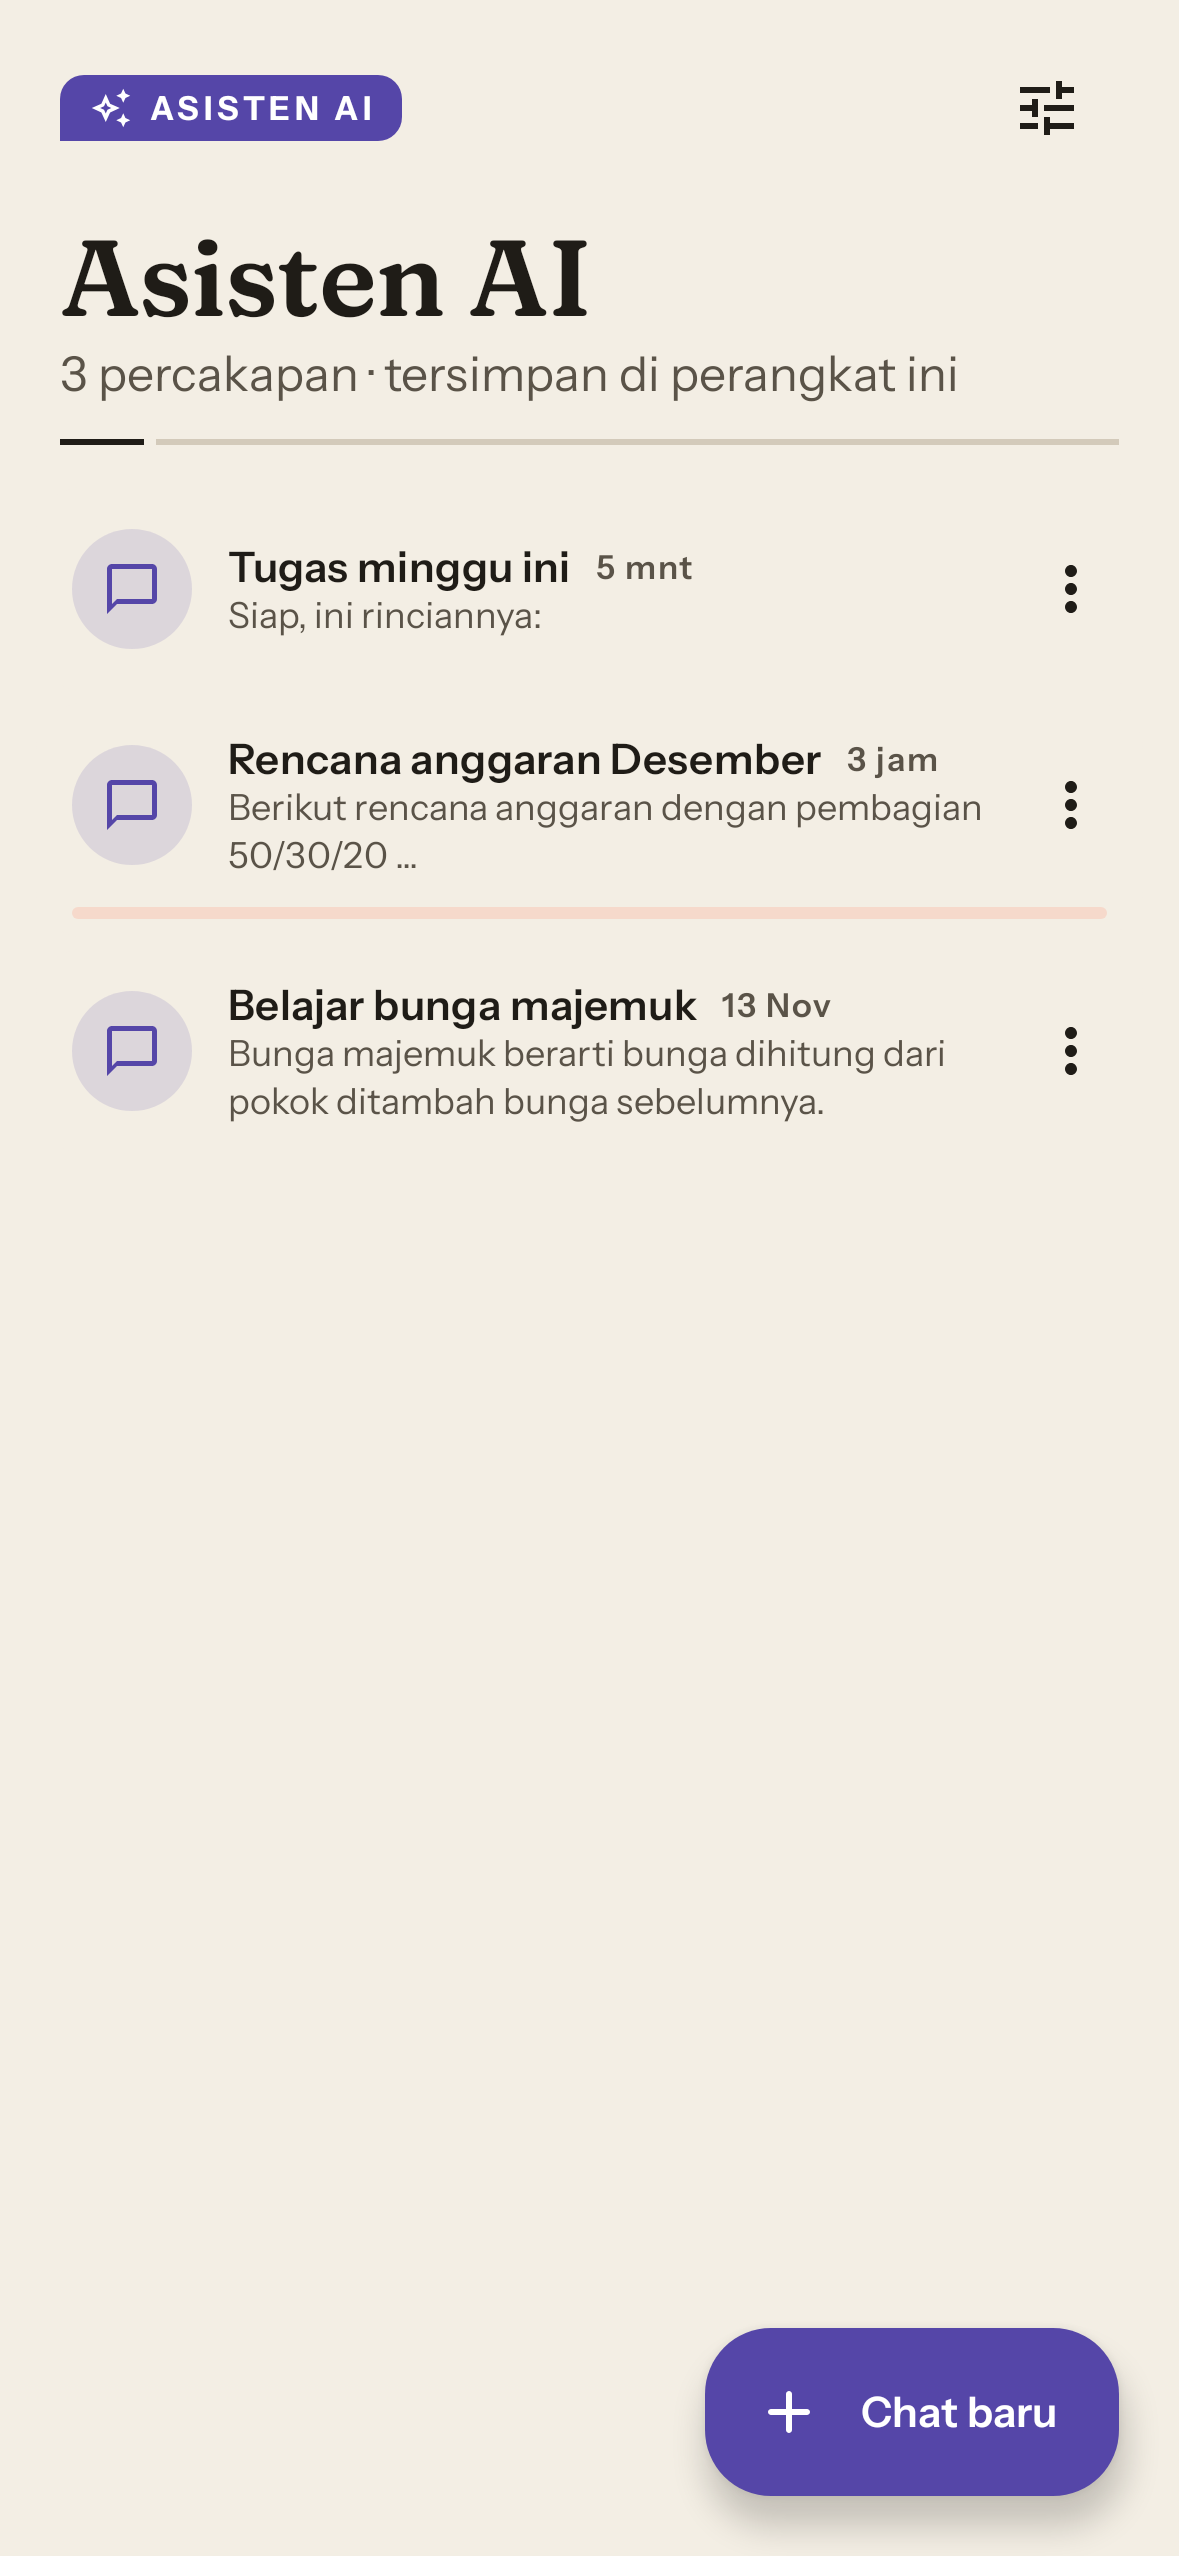 ASISTEN AI
Asisten AI
3 percakapan · tersimpan di perangkat ini
Tugas minggu ini 5 mnt
Siap, ini rinciannya:
Rencana anggaran Desember 3 jam
Berikut rencana anggaran dengan pembagian
50/30/20 ...
Belajar bunga majemuk 13 Nov
Bunga majemuk berarti bunga dihitung dari
pokok ditambah bunga sebelumnya.
Chat baru